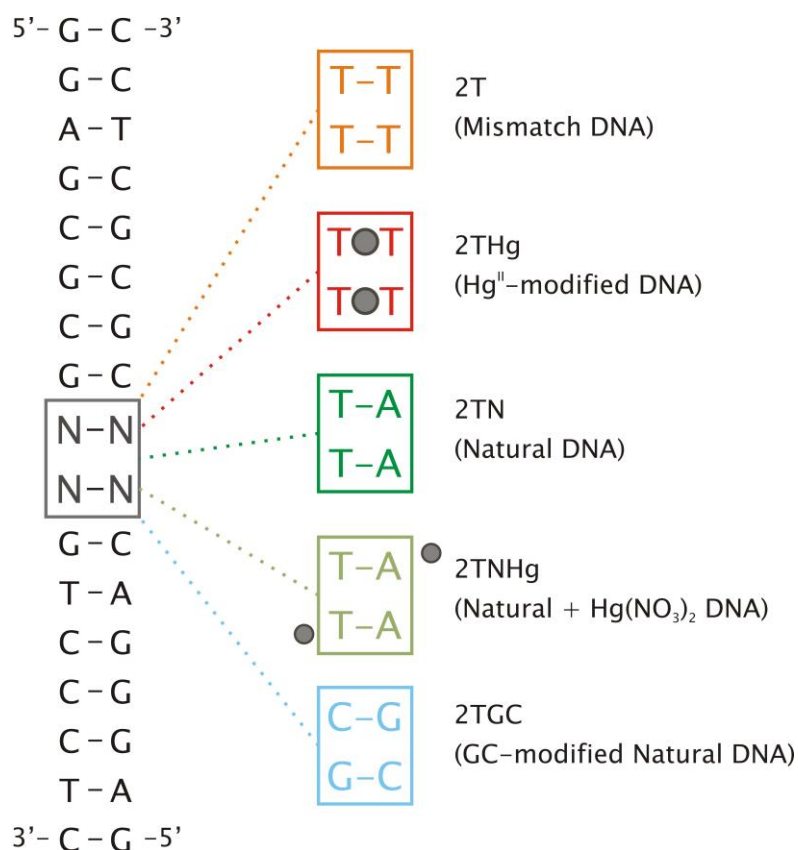 5'- G – C -3'
G – C
A – T
G – C
C – G
G – C
C – G
G – C
N – N
N – N
G – C
T – A
C – G
C – G
C – G
T – A
3'- C – G -5'
T – T
T – T
2T
(Mismatch DNA)
T T
T T
2THg
(Hg^II-modified DNA)
T – A
T – A
2TN
(Natural DNA)
T – A
T – A
2TNHg
(Natural + Hg(NO₃)₂ DNA)
C – G
G – C
2TGC
(GC-modified Natural DNA)